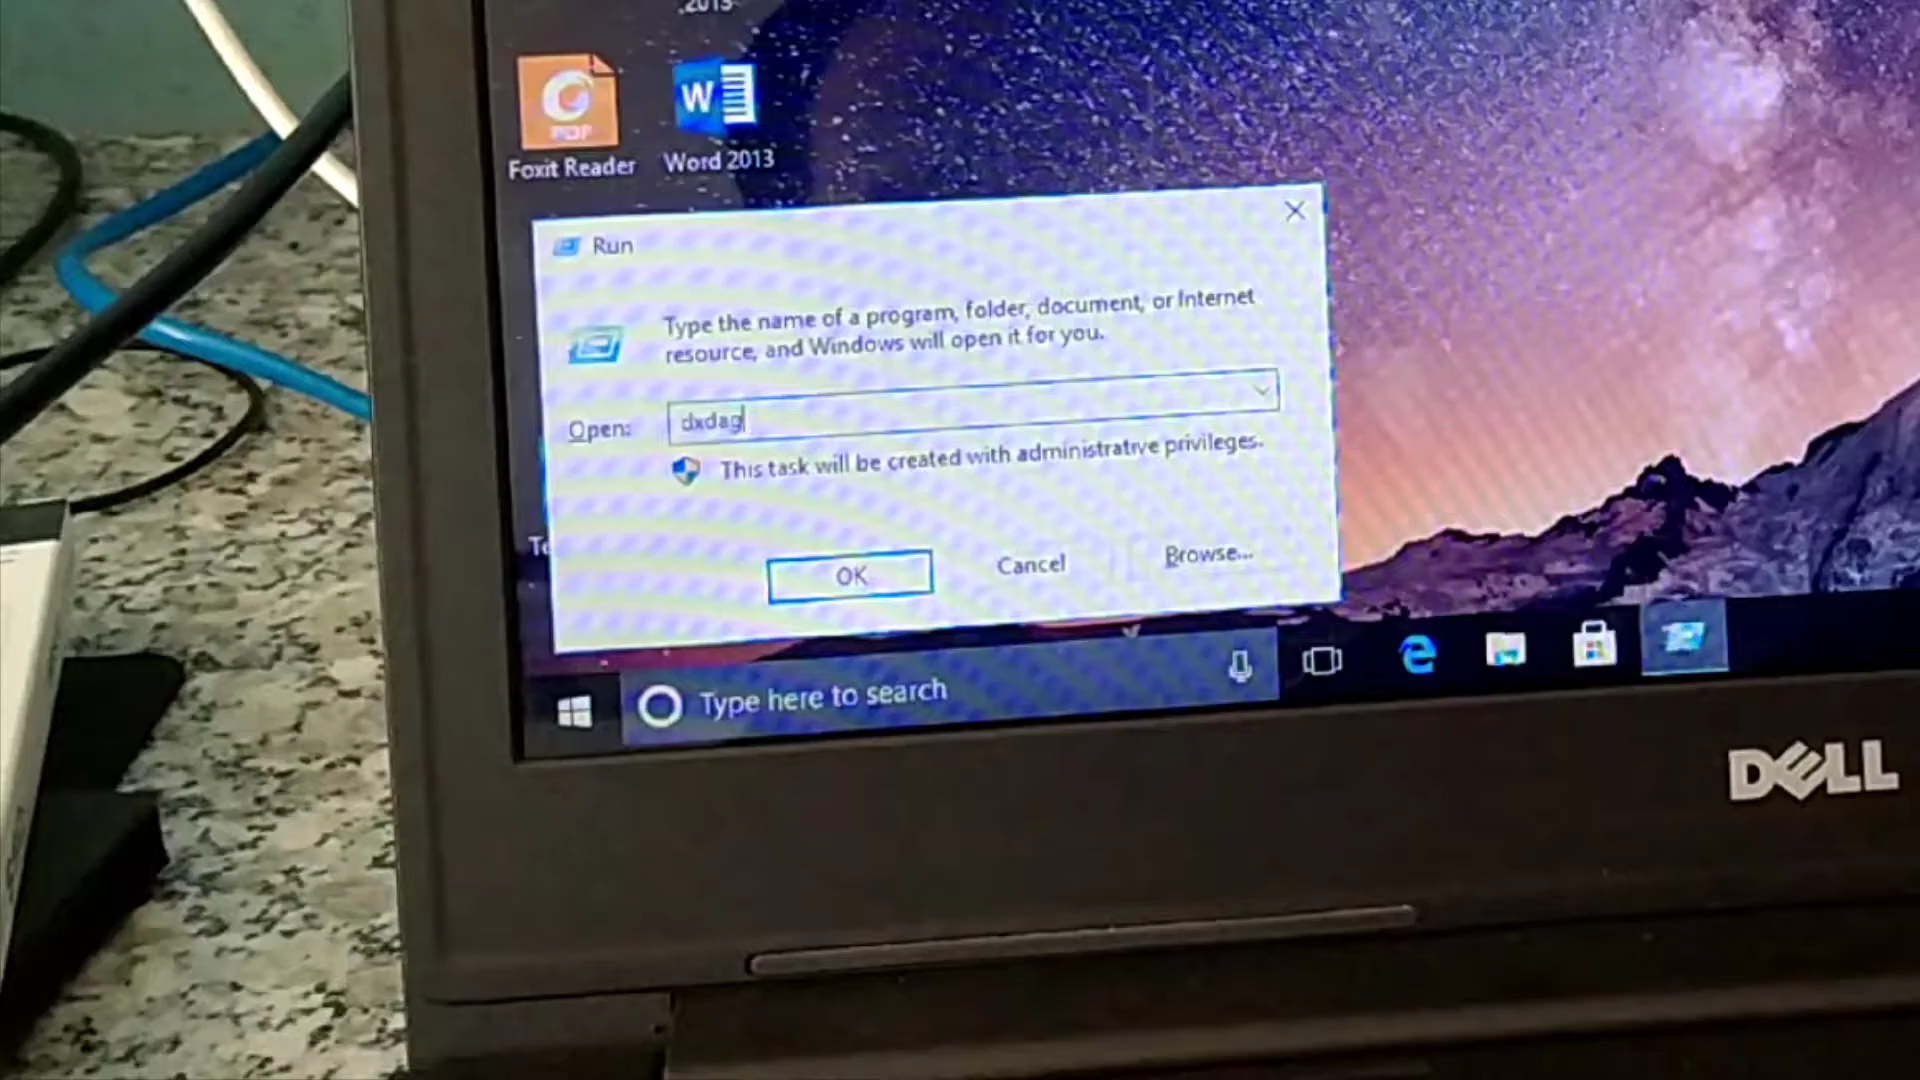 2013
PDF
W
Foxit Reader
Word 2013
Run
Type the name of a program, folder, document, or Internet
resource, and Windows will open it for you.
Open:
dxdag
This task will be created with administrative privileges.
OK
Cancel
Browse...
Type here to search
DELL